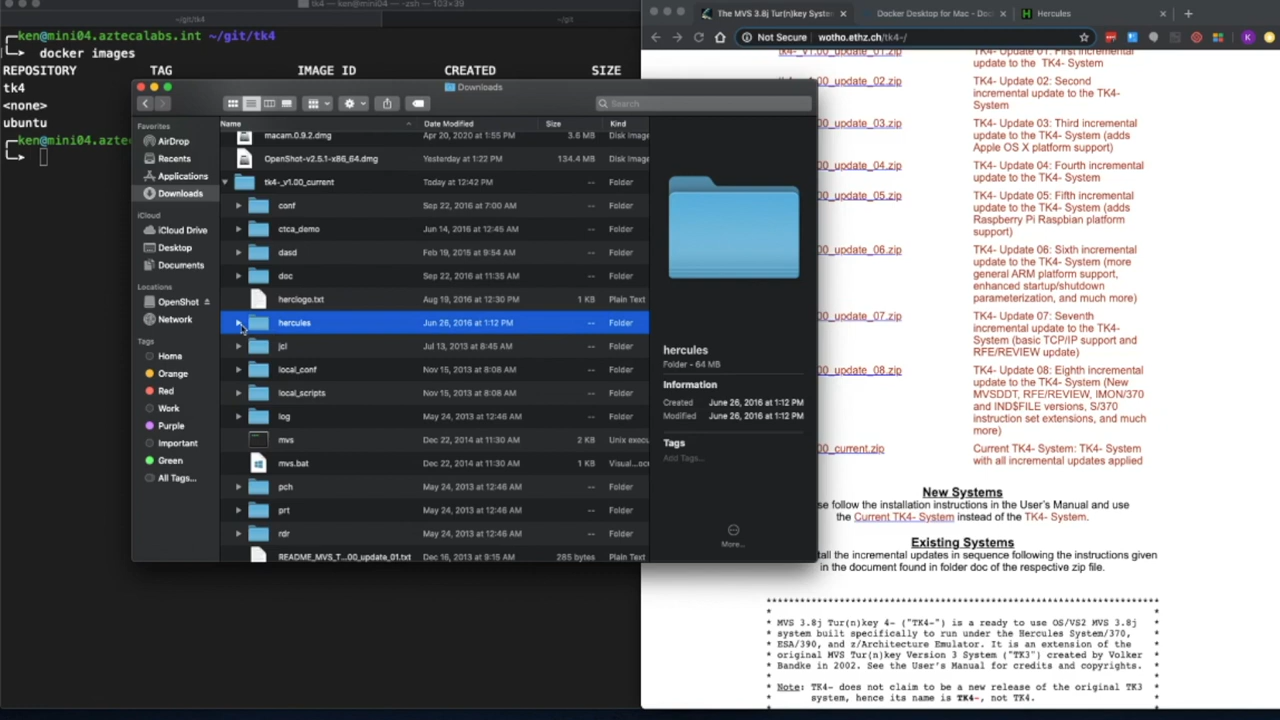 tk4 — ken@mini04 — -zsh — 103×39
~/git/tk4
~/git
ken@mini04.aztecalabs.int ~/git/tk4
docker images
REPOSITORY TAG IMAGE CREATED SIZE
tk4
<none>
ubuntu
ken@mini04.aztec
Downloads
Search
Favorites
AirDrop
Recents
Applications
Downloads
iCloud
iCloud Drive
Desktop
Documents
Locations
OpenShot
Network
Tags
Home
Orange
Red
Work
Purple
Important
Green
All Tags...
Name Date Modified Size Kind
Apr 20, 2020 at 1:55 PM 3.6 MB Disk Image
OpenShot-v2.5.1-x86_64.dmg Yesterday at 1:22 PM 134.4 MB Disk Image
Today at 12:42 PM -- Folder
conf Sep 22, 2016 at 7:00 AM -- Folder
ctca_demo Jun 14, 2015 at 12:45 AM -- Folder
dasd Feb 19, 2015 at 9:54 AM -- Folder
doc Sep 22, 2016 at 11:35 AM -- Folder
herclogo.txt Aug 19, 2016 at 12:30 PM 1 KB Plain Text
hercules Jun 26, 2016 at 1:12 PM -- Folder
jcl Jul 13, 2013 at 8:45 AM -- Folder
local_conf Nov 15, 2013 at 8:08 AM -- Folder
Nov 15, 2013 at 8:08 AM -- Folder
log May 24, 2013 at 12:46 AM -- Folder
mvs Dec 22, 2014 at 11:30 AM 2 KB Unix execu
mvs.bat Dec 22, 2014 at 11:30 AM 1 KB Visual...oce
pch May 24, 2013 at 12:46 AM -- Folder
prt May 24, 2013 at 12:46 AM -- Folder
rdr May 24, 2013 at 12:46 AM -- Folder
README_MVS_T...00_update_01.txt Dec 16, 2013 at 9:15 AM 285 bytes Plain Text
hercules
Folder - 64 MB
Information
Created June 26, 2016 at 1:12 PM
Modified June 26, 2016 at 1:12 PM
Tags
Add Tags...
More...
The MVS 3.8j Tur(n)key Syster
Docker Desktop for Mac - Doc
Hercules
Not Secure | wotho.ethz.ch/tk4-/
tk4-_v1.00_update_01.zip TK4- Update 01: First incremental
update to the TK4- System
00_update_02.zip TK4- Update 02: Second
incremental update to the TK4-
System
00_update_03.zip TK4- Update 03: Third incremental
update to the TK4- System (adds
Apple OS X platform support)
00_update_04.zip TK4- Update 04: Fourth incremental
update to the TK4- System
00_update_05.zip TK4- Update 05: Fifth incremental
update to the TK4- System (adds
Raspberry Pi Raspbian platform
support)
00_update_06.zip TK4- Update 06: Sixth incremental
update to the TK4- System (more
general ARM platform support,
enhanced startup/shutdown
parameterization, and much more)
00_update_07.zip TK4- Update 07: Seventh
incremental update to the TK4-
System (basic TCP/IP support and
RFE/REVIEW update)
00_update_08.zip TK4- Update 08: Eighth incremental
update to the TK4- System (New
MVSDDT, RFE/REVIEW, IMON/370
and IND$FILE versions, S/370
instruction set extensions, and much
more)
00_current.zip Current TK4- System: TK4- System
with all incremental updates applied
New Systems
se follow the installation instructions in the User's Manual and use
the Current TK4- System instead of the TK4- System.
Existing Systems
tall the incremental updates in sequence following the instructions given
in the document found in folder doc of the respective zip file.
* MVS 3.8j Tur(n)key 4- ("TK4-") is a ready to use OS/VS2 MVS 3.8j *
* system built specifically to run under the Hercules System/370, *
* ESA/390, and z/Architecture Emulator. It is an extension of the *
* original MVS Tur(n)key Version 3 System ("TK3") created by Volker *
* Bandke in 2002. See the User's Manual for credits and copyrights. *
* Note: TK4- does not claim to be a new release of the original TK3 *
* system, hence its name is TK4-, not TK4. *